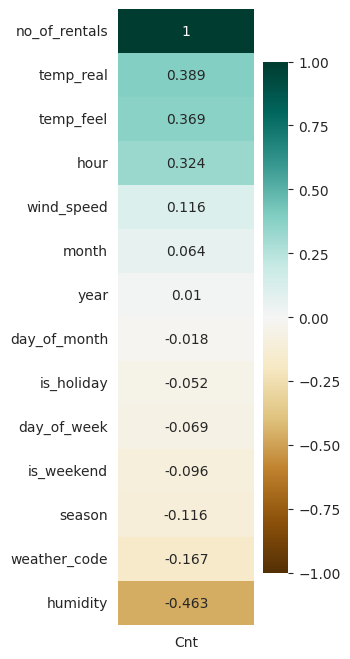 no_of_rentals 1
temp_real 0.389
temp_feel 0.369
hour 0.324
wind_speed 0.116
month 0.064
year 0.01
day_of_month -0.018
is_holiday -0.052
day_of_week -0.069
is_weekend -0.096
season -0.116
weather_code -0.167
humidity -0.463
Cnt
1.00
0.75
0.50
0.25
0.00
−0.25
−0.50
−0.75
−1.00